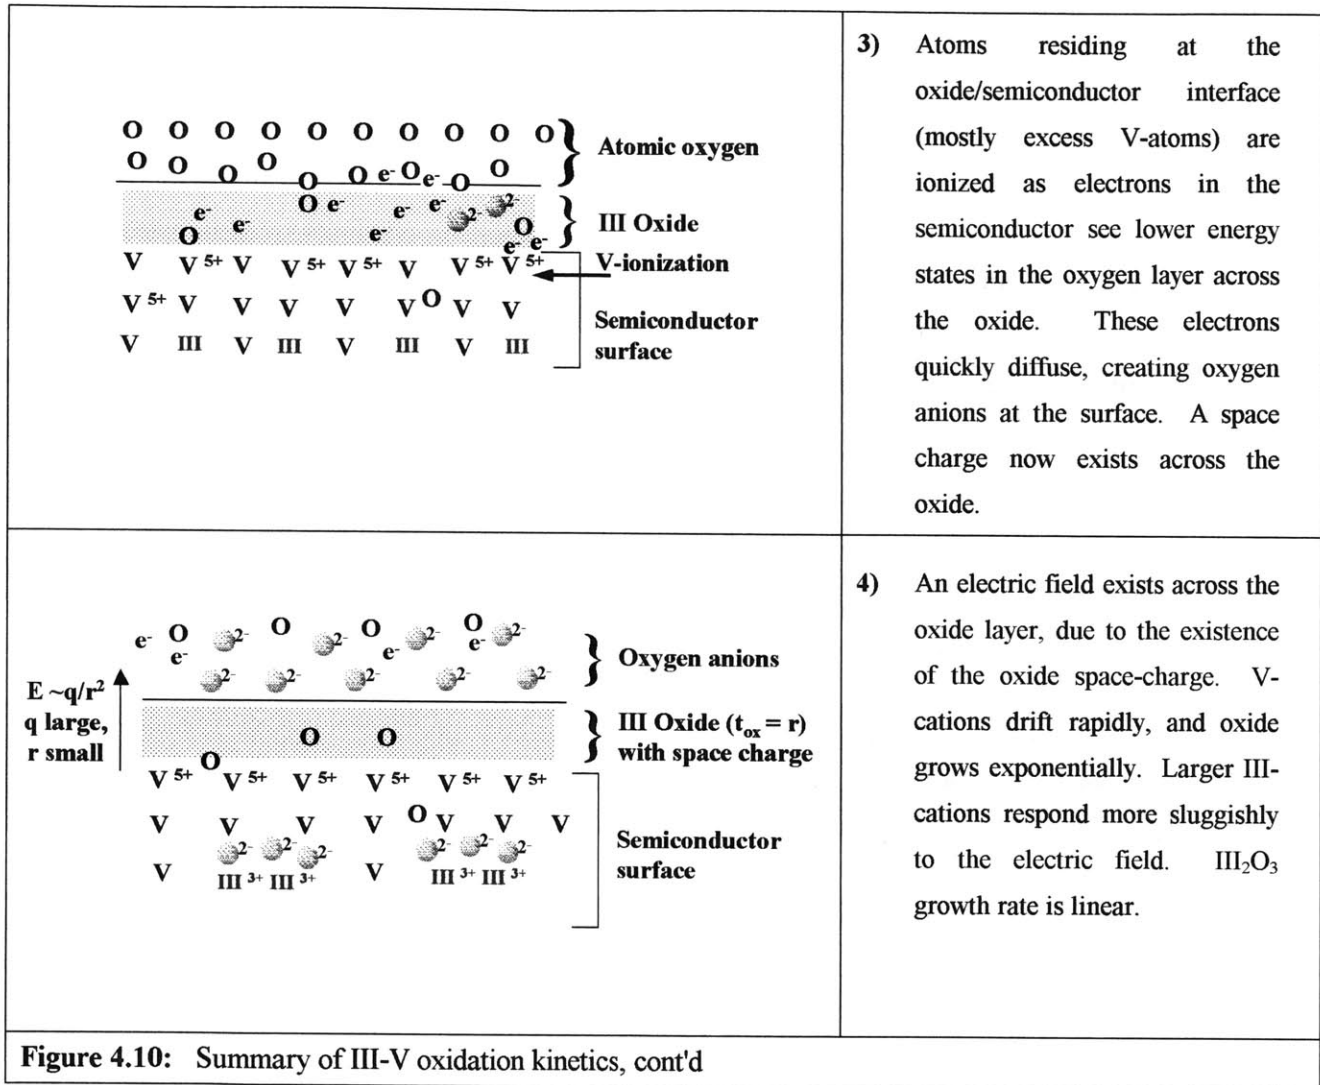 O O O O O O O O O O
Atomic oxygen
O O O O O O e⁻ O e⁻ O O
O e⁻ e⁻ e⁻ 2- 2-
e⁻ e⁻ e⁻ O
III Oxide
O e⁻ e⁻
V V ⁵⁺ V V ⁵⁺ V ⁵⁺ V V ⁵⁺ V ⁵⁺
V-ionization
V ⁵⁺ V V V V V O V V
V III V III V III V III
Semiconductor
surface
3) Atoms residing at the
oxide/semiconductor interface
(mostly excess V-atoms) are
ionized as electrons in the
semiconductor see lower energy
states in the oxygen layer across
the oxide. These electrons
quickly diffuse, creating oxygen
anions at the surface. A space
charge now exists across the
oxide.
e⁻ O 2- O 2- O 2- O 2-
e⁻ e⁻ e⁻
2- 2- 2- 2- 2-
Oxygen anions
E ~q/r²
q large,
r small
O O
III Oxide (tₒₓ = r)
with space charge
O
V ⁵⁺ V ⁵⁺ V ⁵⁺ V ⁵⁺ V ⁵⁺ V ⁵⁺
V V V V O V V V
2- 2- 2- 2- 2- 2-
V III ³⁺ III ³⁺ V III ³⁺ III ³⁺
Semiconductor
surface
4) An electric field exists across the
oxide layer, due to the existence
of the oxide space-charge. V-
cations drift rapidly, and oxide
grows exponentially. Larger III-
cations respond more sluggishly
to the electric field. III₂O₃
growth rate is linear.
Figure 4.10: Summary of III-V oxidation kinetics, cont'd